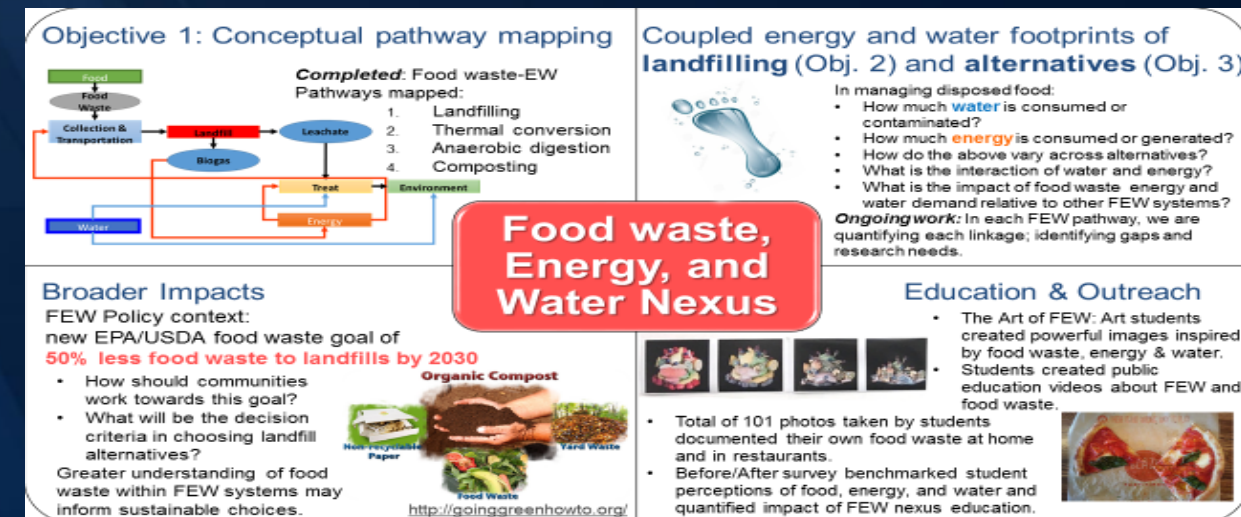 Objective 1: Conceptual pathway mapping
Food
Food
Waste
Collection &
Transportation
Landfill
Leachate
Biogas
Treat
Environment
Energy
Water
Completed: Food waste-EW
Pathways mapped:
1. Landfilling
2. Thermal conversion
3. Anaerobic digestion
4. Composting
Coupled energy and water footprints of
landfilling (Obj. 2) and alternatives (Obj. 3)
In managing disposed food:
• How much water is consumed or
contaminated?
• How much energy is consumed or generated?
• How do the above vary across alternatives?
• What is the interaction of water and energy?
• What is the impact of food waste energy and
water demand relative to other FEW systems?
Ongoing work: In each FEW pathway, we are
quantifying each linkage; identifying gaps and
research needs.
Food waste,
Energy, and
Water Nexus
Broader Impacts
FEW Policy context:
new EPA/USDA food waste goal of
50% less food waste to landfills by 2030
• How should communities
work towards this goal?
• What will be the decision
criteria in choosing landfill
alternatives?
Greater understanding of food
waste within FEW systems may
inform sustainable choices.
Organic Compost
Non-recyclable
Paper
Yard Waste
Food Waste
http://goinggreenhowto.org/
Education & Outreach
• The Art of FEW: Art students
created powerful images inspired
by food waste, energy & water.
• Students created public
education videos about FEW and
food waste.
• Total of 101 photos taken by students
documented their own food waste at home
and in restaurants.
• Before/After survey benchmarked student
perceptions of food, energy, and water and
quantified impact of FEW nexus education.